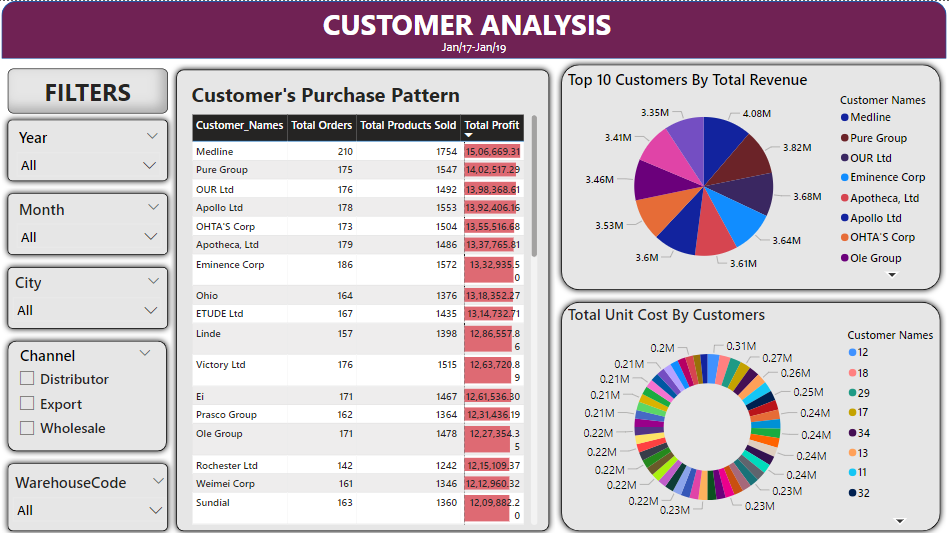 CUSTOMER ANALYSIS
Jan/17-Jan/19
FILTERS
Year
All
Month
All
City
All
Channel
Distributor
Export
Wholesale
WarehouseCode
All
Customer's Purchase Pattern
Customer_Names Total Orders Total Products Sold Total Profit
Medline 210 1754 15,06,669.31
Pure Group 175 1547 14,02,517.29
OUR Ltd 176 1492 13,98,368.61
Apollo Ltd 178 1553 13,92,406.16
OHTA'S Corp 173 1504 13,55,516.68
Apotheca, Ltd 179 1486 13,37,765.81
Eminence Corp 186 1572 13,32,935.5
0
Ohio 164 1376 13,18,352.27
ETUDE Ltd 167 1435 13,14,732.71
Linde 157 1398 12,86,557.8
6
Victory Ltd 176 1515 12,63,720.8
9
Ei 171 1467 12,61,536.30
Prasco Group 162 1364 12,31,436.19
Ole Group 171 1478 12,27,354.3
5
Rochester Ltd 142 1242 12,15,109.37
Weimei Corp 161 1346 12,12,960.32
Sundial 163 1360 12,09,882.2
0
Top 10 Customers By Total Revenue
4.08M
3.82M
3.68M
3.64M
3.61M
3.6M
3.53M
3.46M
3.41M
3.35M
Customer Names
Medline
Pure Group
OUR Ltd
Eminence Corp
Apotheca, Ltd
Apollo Ltd
OHTA'S Corp
Ole Group
Total Unit Cost By Customers
0.31M
0.27M
0.26M
0.25M
0.24M
0.24M
0.24M
0.24M
0.23M
0.23M
0.23M
0.22M
0.22M
0.22M
0.22M
0.21M
0.21M
0.21M
0.21M
0.2M
Customer Names
12
18
29
17
34
13
11
32